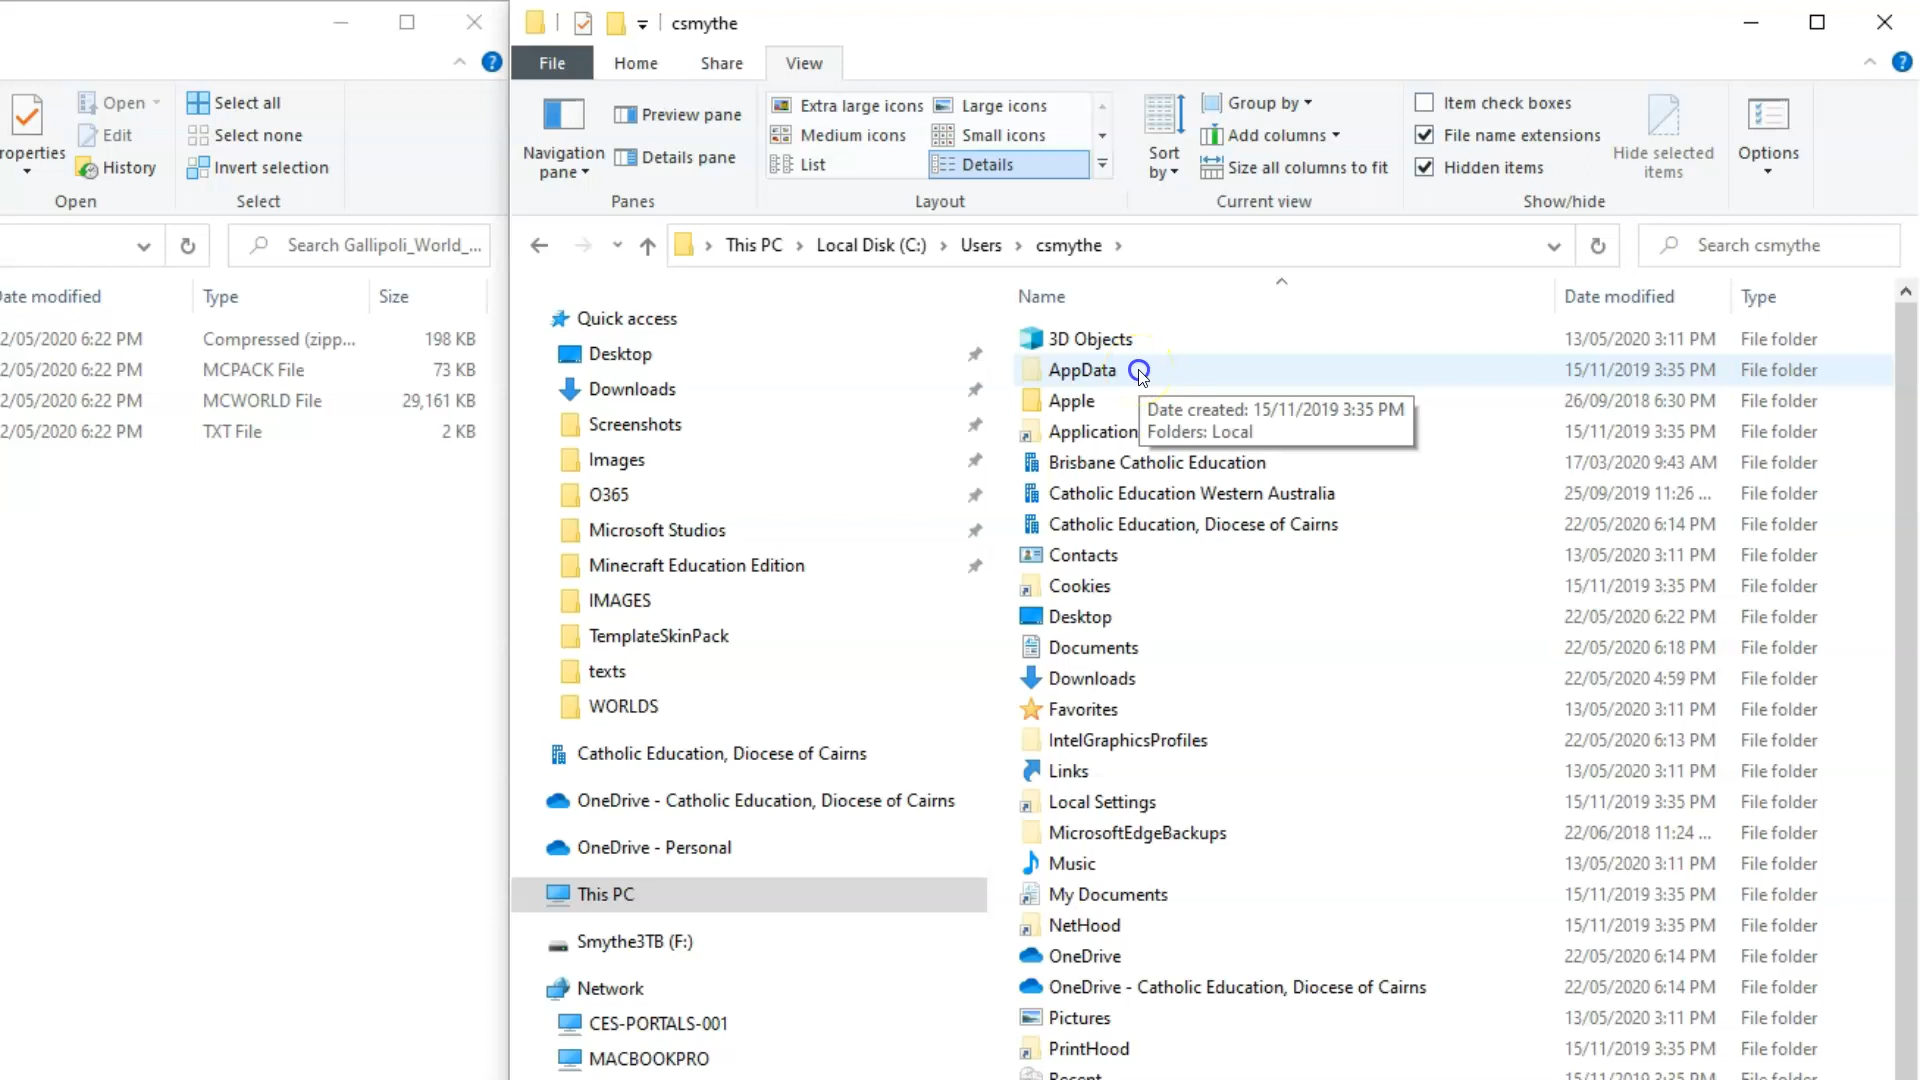 csmythe
File Home Share View
roperties
Open
Edit
History
Open
Select all
Select none
Invert selection
Select
Navigation pane
Preview pane
Details pane
Panes
Extra large icons Large icons
Medium icons Small icons
List Details
Layout
Sort by
Group by
Add columns
Size all columns to fit
Current view
Item check boxes
File name extensions
Hidden items
Hide selected items
Show/hide
Options
Search Gallipoli_World_...
This PC Local Disk (C:) Users csmythe
Search csmythe
ate modified Type Size
2/05/2020 6:22 PM Compressed (zipp... 198 KB
2/05/2020 6:22 PM MCPACK File 73 KB
2/05/2020 6:22 PM MCWORLD File 29,161 KB
2/05/2020 6:22 PM TXT File 2 KB
Quick access
Desktop
Downloads
Screenshots
Images
O365
Microsoft Studios
Minecraft Education Edition
IMAGES
TemplateSkinPack
texts
WORLDS
Catholic Education, Diocese of Cairns
OneDrive - Catholic Education, Diocese of Cairns
OneDrive - Personal
This PC
Smythe3TB (F:)
Network
CES-PORTALS-001
MACBOOKPRO
Name Date modified Type
3D Objects 13/05/2020 3:11 PM File folder
AppData 15/11/2019 3:35 PM File folder
Apple 26/09/2018 6:30 PM File folder
Application 15/11/2019 3:35 PM File folder
Date created: 15/11/2019 3:35 PM
Folders: Local
Brisbane Catholic Education 17/03/2020 9:43 AM File folder
Catholic Education Western Australia 25/09/2019 11:26 ... File folder
Catholic Education, Diocese of Cairns 22/05/2020 6:14 PM File folder
Contacts 13/05/2020 3:11 PM File folder
Cookies 15/11/2019 3:35 PM File folder
Desktop 22/05/2020 6:22 PM File folder
Documents 22/05/2020 6:18 PM File folder
Downloads 22/05/2020 4:59 PM File folder
Favorites 13/05/2020 3:11 PM File folder
IntelGraphicsProfiles 22/05/2020 6:13 PM File folder
Links 13/05/2020 3:11 PM File folder
Local Settings 15/11/2019 3:35 PM File folder
MicrosoftEdgeBackups 22/06/2018 11:24 ... File folder
Music 13/05/2020 3:11 PM File folder
My Documents 15/11/2019 3:35 PM File folder
NetHood 15/11/2019 3:35 PM File folder
OneDrive 22/05/2020 6:14 PM File folder
OneDrive - Catholic Education, Diocese of Cairns 22/05/2020 6:14 PM File folder
Pictures 13/05/2020 3:11 PM File folder
PrintHood 15/11/2019 3:35 PM File folder
Recent 15/11/2019 3:35 PM File folder